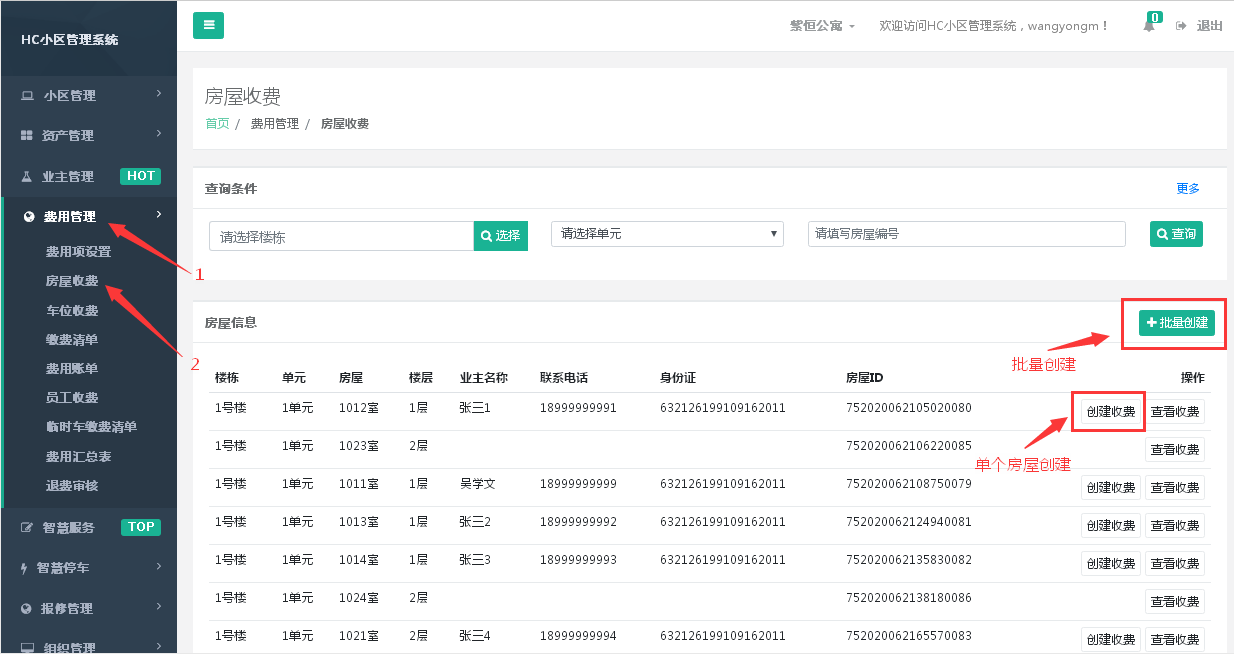 HC小区管理系统
紫恒公寓
欢迎访问HC小区管理系统，wangyongm！
0
退出
小区管理
资产管理
业主管理 HOT
费用管理
费用项设置
房屋收费
车位收费
缴费清单
费用账单
员工收费
临时车缴费清单
费用汇总表
退费审核
智慧服务 TOP
智慧停车
报修管理
组织管理
1
2
房屋收费
首页 / 费用管理 / 房屋收费
查询条件 更多
请选择楼栋 选择 请选择单元 请填写房屋编号 查询
房屋信息 批量创建
批量创建
楼栋 单元 房屋 楼层 业主名称 联系电话 身份证 房屋ID 操作
1号楼 1单元 1012室 1层 张三1 18999999991 632126199109162011 752020062105020080 创建收费 查看收费
1号楼 1单元 1023室 2层 752020062106220085 查看收费
单个房屋创建
1号楼 1单元 1011室 1层 吴学文 18999999999 632126199109162011 752020062108750079 创建收费 查看收费
1号楼 1单元 1013室 1层 张三2 18999999992 632126199109162011 752020062124940081 创建收费 查看收费
1号楼 1单元 1014室 1层 张三3 18999999993 632126199109162011 752020062135830082 创建收费 查看收费
1号楼 1单元 1024室 2层 752020062138180086 查看收费
1号楼 1单元 1021室 2层 张三4 18999999994 632126199109162011 752020062165570083 创建收费 查看收费